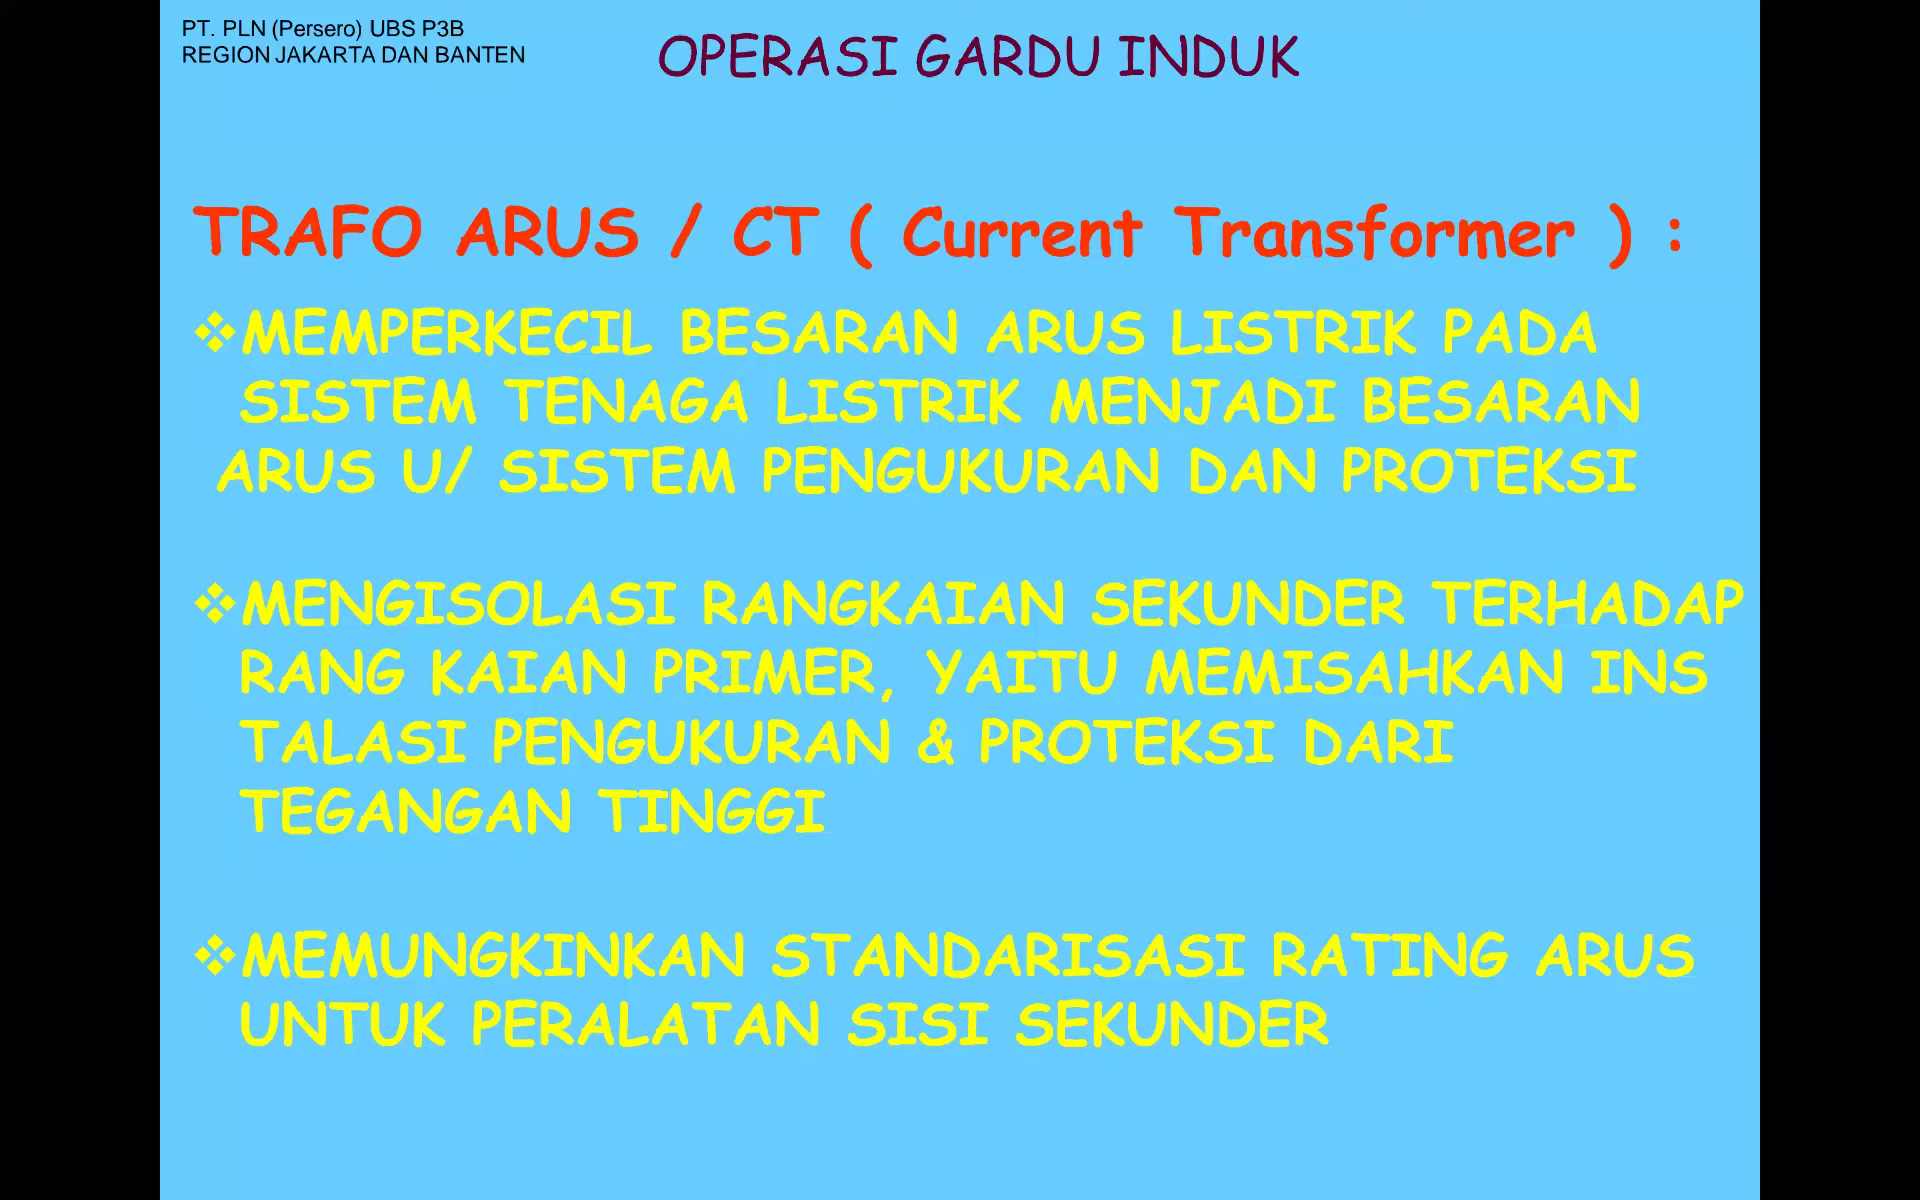 PT. PLN (Persero) UBS P3B
REGION JAKARTA DAN BANTEN
OPERASI GARDU INDUK
TRAFO ARUS / CT ( Current Transformer ) :
❖MEMPERKECIL BESARAN ARUS LISTRIK PADA
SISTEM TENAGA LISTRIK MENJADI BESARAN
ARUS U/ SISTEM PENGUKURAN DAN PROTEKSI
❖MENGISOLASI RANGKAIAN SEKUNDER TERHADAP
RANG KAIAN PRIMER, YAITU MEMISAHKAN INS
TALASI PENGUKURAN & PROTEKSI DARI
TEGANGAN TINGGI
❖MEMUNGKINKAN STANDARISASI RATING ARUS
UNTUK PERALATAN SISI SEKUNDER